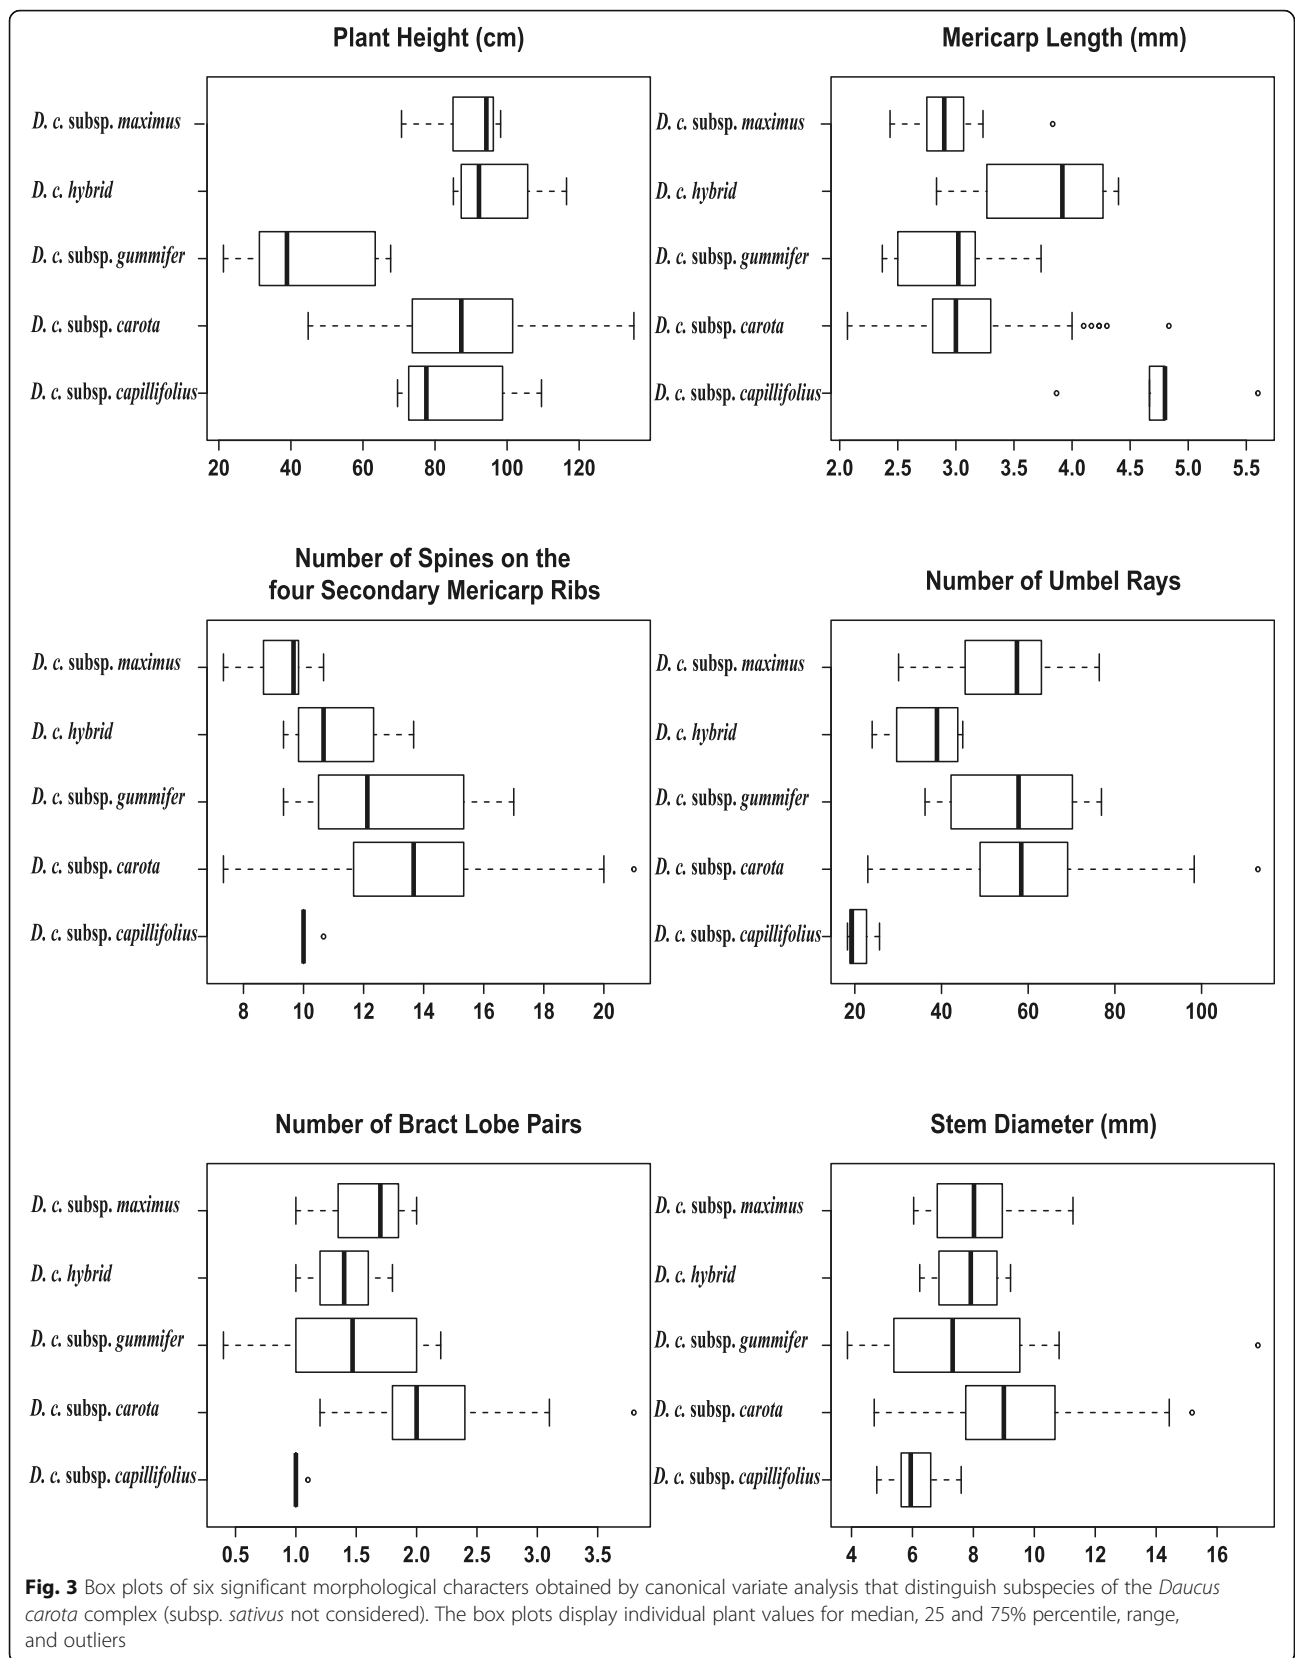 Plant Height (cm)
D. c. subsp. maximus
D. c. hybrid
D. c. subsp. gummifer
D. c. subsp. carota
D. c. subsp. capillifolius
20 40 60 80 100 120
Mericarp Length (mm)
D. c. subsp. maximus
D. c. hybrid
D. c. subsp. gummifer
D. c. subsp. carota
D. c. subsp. capillifolius
2.0 2.5 3.0 3.5 4.0 4.5 5.0 5.5
Number of Spines on the
four Secondary Mericarp Ribs
D. c. subsp. maximus
D. c. hybrid
D. c. subsp. gummifer
D. c. subsp. carota
D. c. subsp. capillifolius
8 10 12 14 16 18 20
Number of Umbel Rays
D. c. subsp. maximus
D. c. hybrid
D. c. subsp. gummifer
D. c. subsp. carota
D. c. subsp. capillifolius
20 40 60 80 100
Number of Bract Lobe Pairs
D. c. subsp. maximus
D. c. hybrid
D. c. subsp. gummifer
D. c. subsp. carota
D. c. subsp. capillifolius
0.5 1.0 1.5 2.0 2.5 3.0 3.5
Stem Diameter (mm)
D. c. subsp. maximus
D. c. hybrid
D. c. subsp. gummifer
D. c. subsp. carota
D. c. subsp. capillifolius
4 6 8 10 12 14 16
Fig. 3 Box plots of six significant morphological characters obtained by canonical variate analysis that distinguish subspecies of the Daucus
carota complex (subsp. sativus not considered). The box plots display individual plant values for median, 25 and 75% percentile, range,
and outliers